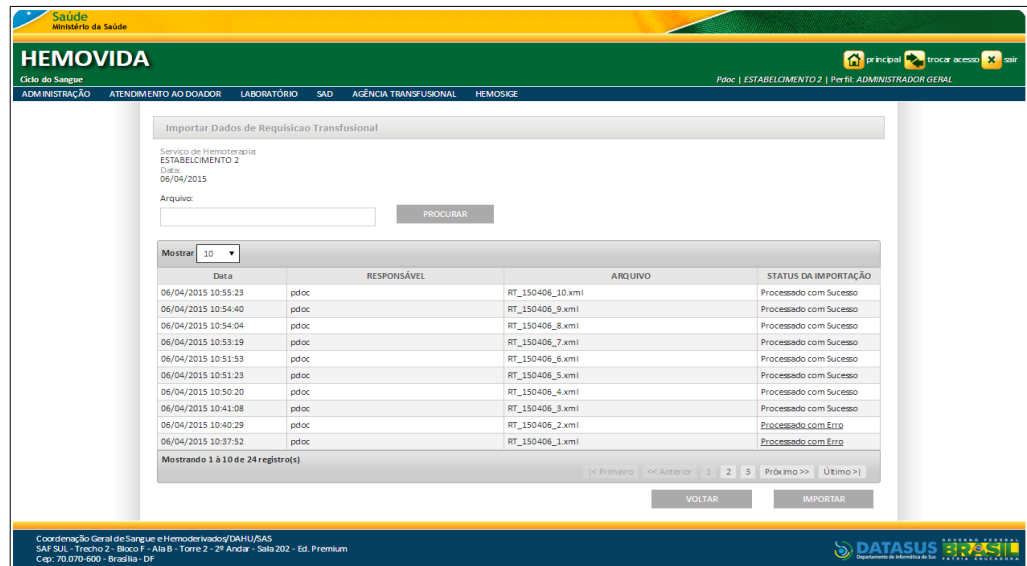 Saúde
Ministério da Saúde
HEMOVIDA
principal trocar acesso sair
Ciclo do Sangue
Pdoc | ESTABELCIMENTO 2 | Perfil: ADMINISTRADOR GERAL
ADMINISTRAÇÃO ATENDIMENTO AO DOADOR LABORATÓRIO SAD AGÊNCIA TRANSFUSIONAL HEMOSIGE
Importar Dados de Requisicao Transfusional
Serviço de Hemoterapia:
ESTABELCIMENTO 2
Data:
06/04/2015
Arquivo:
PROCURAR
Mostrar 10
Data RESPONSÁVEL ARQUIVO STATUS DA IMPORTAÇÃO
06/04/2015 10:55:23 pdoc RT_150406_10.xml Processado com Sucesso
06/04/2015 10:54:40 pdoc RT_150406_9.xml Processado com Sucesso
06/04/2015 10:54:04 pdoc RT_150406_8.xml Processado com Sucesso
06/04/2015 10:53:19 pdoc RT_150406_7.xml Processado com Sucesso
06/04/2015 10:51:53 pdoc RT_150406_6.xml Processado com Sucesso
06/04/2015 10:51:23 pdoc RT_150406_5.xml Processado com Sucesso
06/04/2015 10:50:20 pdoc RT_150406_4.xml Processado com Sucesso
06/04/2015 10:41:08 pdoc RT_150406_3.xml Processado com Sucesso
06/04/2015 10:40:29 pdoc RT_150406_2.xml Processado com Erro
06/04/2015 10:37:52 pdoc RT_150406_1.xml Processado com Erro
Mostrando 1 à 10 de 24 registro(s)
|< Primeiro << Anterior 1 2 3 Próximo >> Último >|
VOLTAR IMPORTAR
Coordenação Geral de Sangue e Hemoderivados/DAHU/SAS
SAF SUL - Trecho 2 - Bloco F - Ala B - Torre 2 - 2º Andar - Sala 202 - Ed. Premium
Cep: 70.070-600 - Brasília - DF
DATASUS
Departamento de Informática do Sus
GOVERNO FEDERAL
BRASIL
PÁTRIA EDUCADORA